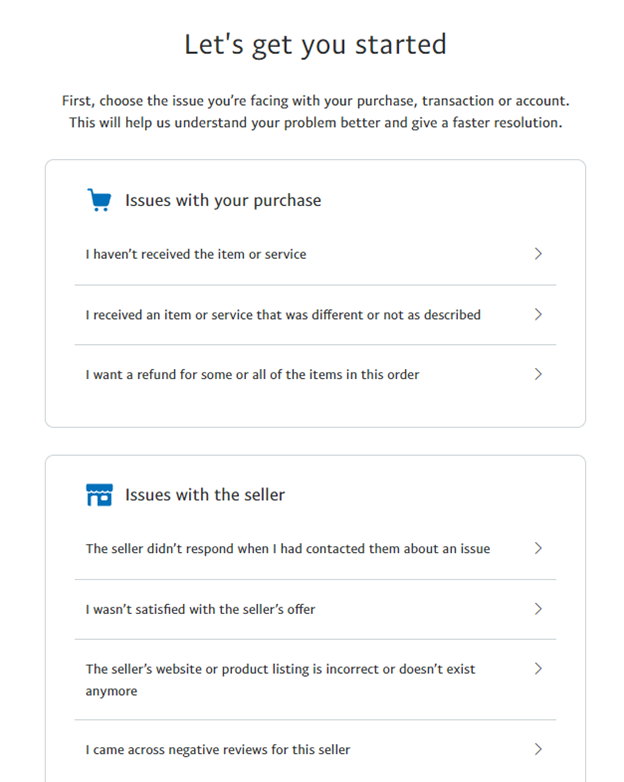 Let's get you started
First, choose the issue you’re facing with your purchase, transaction or account.
This will help us understand your problem better and give a faster resolution.
Issues with your purchase
I haven’t received the item or service
I received an item or service that was different or not as described
I want a refund for some or all of the items in this order
Issues with the seller
The seller didn’t respond when I had contacted them about an issue
I wasn’t satisfied with the seller’s offer
The seller’s website or product listing is incorrect or doesn’t exist
anymore
I came across negative reviews for this seller